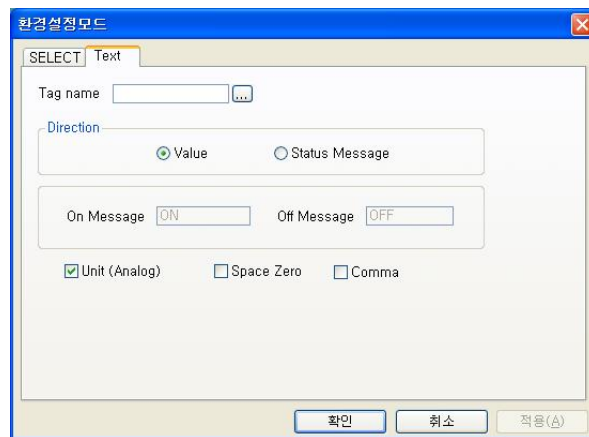 환경설정모드
SELECT Text
Tag name ...
Direction
Value Status Message
On Message ON Off Message OFF
Unit (Analog) Space Zero Comma
확인 취소 적용(A)